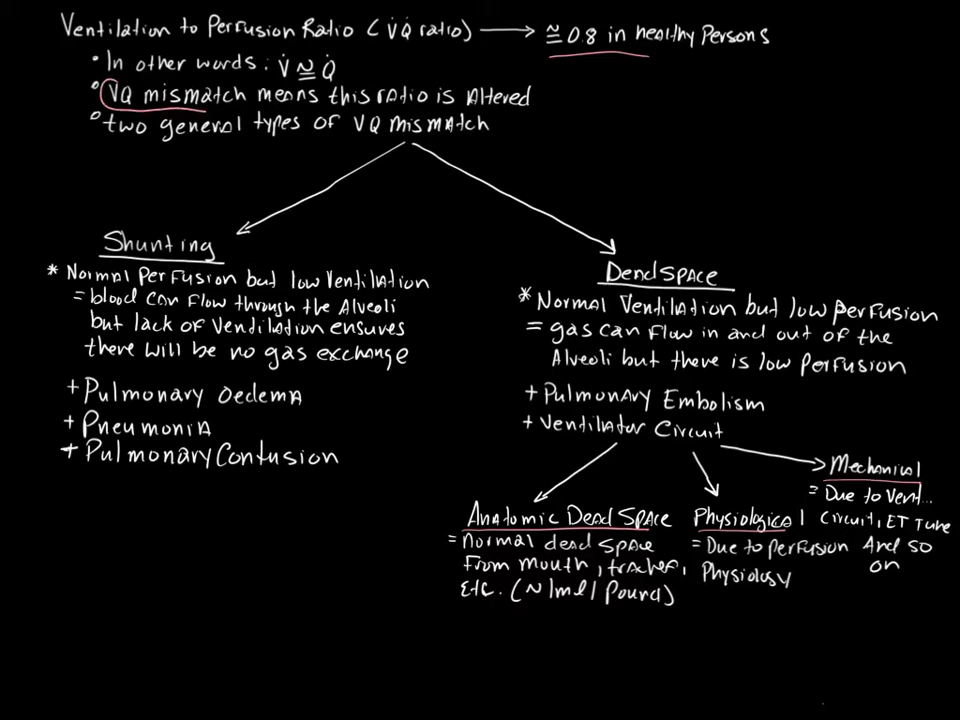 Ventilation to Perfusion Ratio (V̇Q̇ ratio) → ≅ 0.8 in healthy Persons
• In other words: V̇ ≅ Q̇
° VQ mismatch means this ratio is Altered
° two general types of VQ mismatch
Shunting
* Normal Perfusion but low Ventilation
= blood can flow through the Alveoli
but lack of Ventilation ensures
there will be no gas exchange
+ Pulmonary Oedema
+ Pneumonia
+ Pulmonary Contusion
Dead Space
* Normal Ventilation but low Perfusion
= gas can flow in and out of the
Alveoli but there is low Perfusion
+ Pulmonary Embolism
+ Ventilator Circuit
Anatomic Dead Space
= Normal dead space
From mouth, trachea,
Etc. (~1ml/Pound)
Physiological
= Due to perfusion
Physiology
Mechanical
= Due to Vent...
Circuit, ET Tube
And so
on